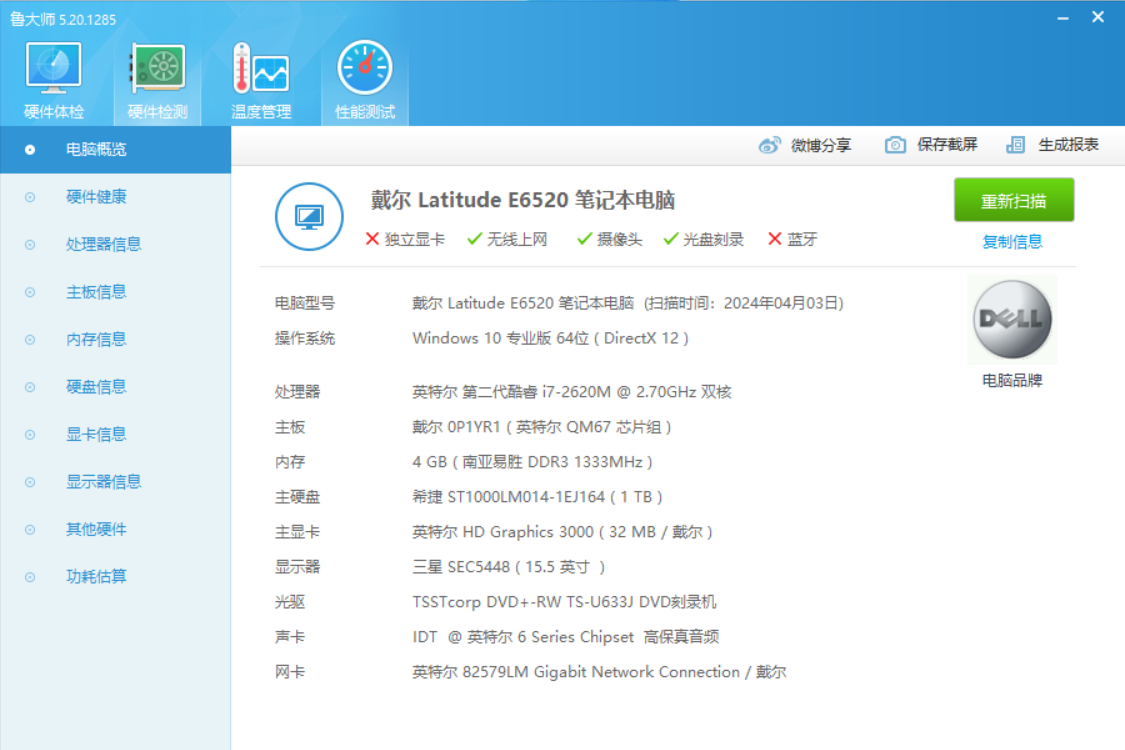 鲁大师 5.20.1285
硬件体检 硬件检测 温度管理 性能测试
微博分享 保存截屏 生成报表
电脑概览
硬件健康
处理器信息
主板信息
内存信息
硬盘信息
显卡信息
显示器信息
其他硬件
功耗估算
戴尔 Latitude E6520 笔记本电脑
独立显卡 无线上网 摄像头 光盘刻录 蓝牙
重新扫描
复制信息
DELL
电脑品牌
电脑型号 戴尔 Latitude E6520 笔记本电脑 (扫描时间：2024年04月03日)
操作系统 Windows 10 专业版 64位 ( DirectX 12 )
处理器 英特尔 第二代酷睿 i7-2620M @ 2.70GHz 双核
主板 戴尔 0P1YR1 ( 英特尔 QM67 芯片组 )
内存 4 GB ( 南亚易胜 DDR3 1333MHz )
主硬盘 希捷 ST1000LM014-1EJ164 ( 1 TB )
主显卡 英特尔 HD Graphics 3000 ( 32 MB / 戴尔 )
显示器 三星 SEC5448 ( 15.5 英寸 )
光驱 TSSTcorp DVD+-RW TS-U633J DVD刻录机
声卡 IDT @ 英特尔 6 Series Chipset 高保真音频
网卡 英特尔 82579LM Gigabit Network Connection / 戴尔